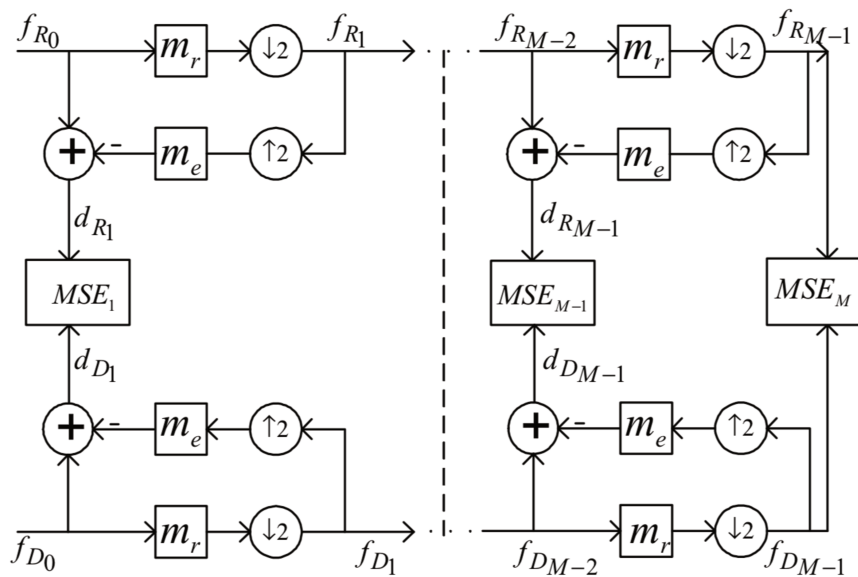 f_{R_0} m_r ↓2 f_{R_1} · · · · f_{R_{M-2}} m_r ↓2 f_{R_{M-1}}
+ - m_e ↑2 + - m_e ↑2
d_{R_1} d_{R_{M-1}}
MSE_1 MSE_{M-1} MSE_M
d_{D_1} d_{D_{M-1}}
+ - m_e ↑2 + - m_e ↑2
m_r ↓2 · · · · m_r ↓2
f_{D_0} f_{D_1} f_{D_{M-2}} f_{D_{M-1}}